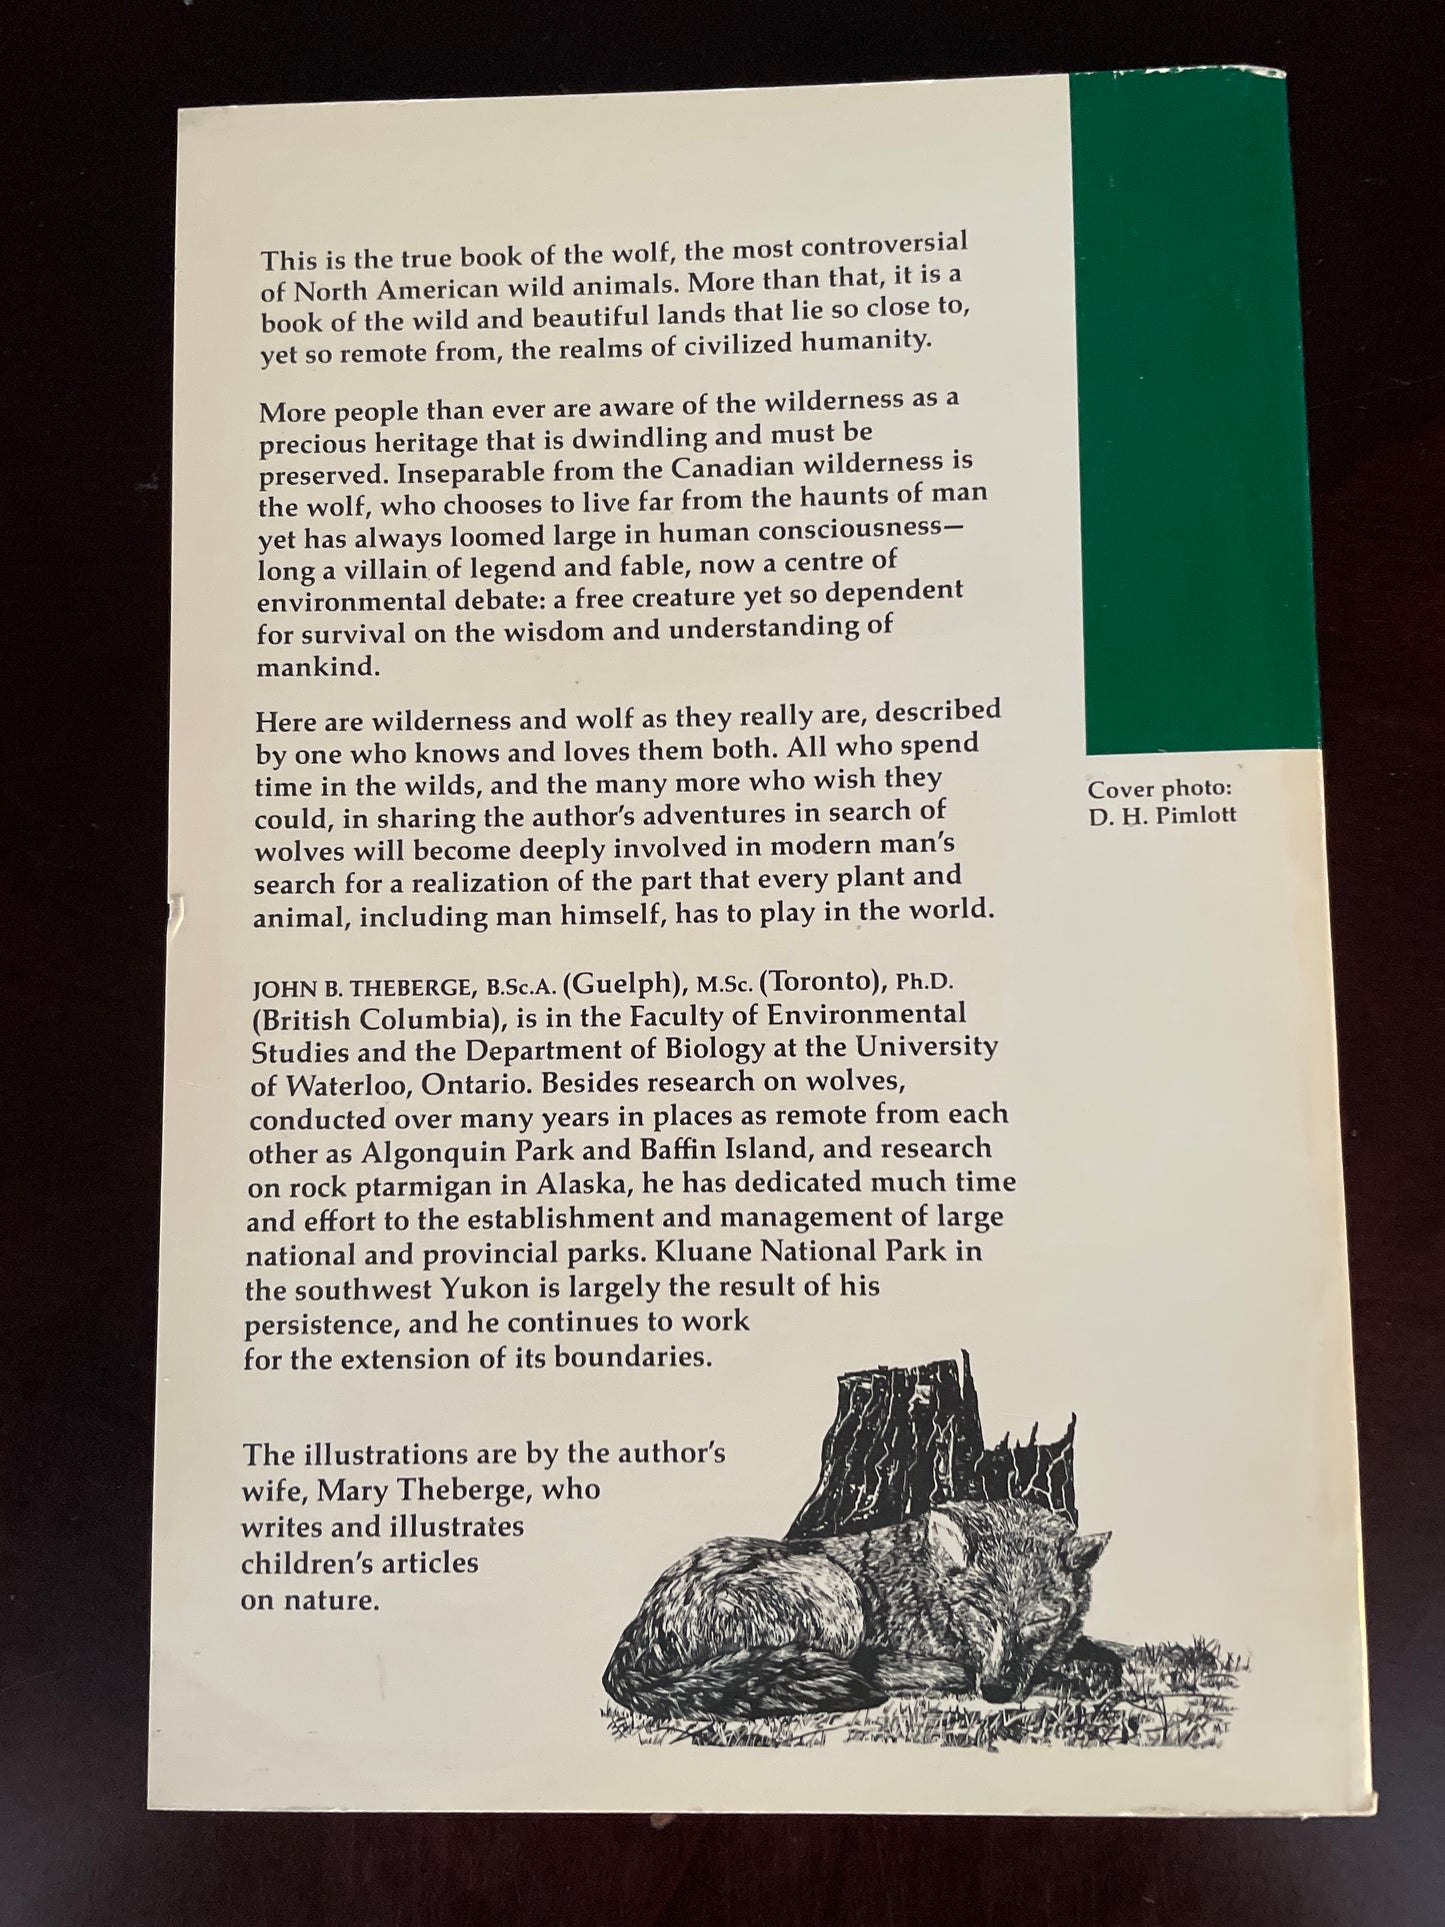 This is the true book of the wolf, the most controversial
of North American wild animals. More than that, it is a
book of the wild and beautiful lands that lie so close to,
yet so remote from, the realms of civilized humanity.
More people than ever are aware of the wilderness as a
precious heritage that is dwindling and must be
preserved. Inseparable from the Canadian wilderness is
the wolf, who chooses to live far from the haunts of man
yet has always loomed large in human consciousness—
long a villain of legend and fable, now a centre of
environmental debate: a free creature yet so dependent
for survival on the wisdom and understanding of
mankind.
Here are wilderness and wolf as they really are, described
by one who knows and loves them both. All who spend
time in the wilds, and the many more who wish they
could, in sharing the author's adventures in search of
wolves will become deeply involved in modern man's
search for a realization of the part that every plant and
animal, including man himself, has to play in the world.
Cover photo:
D. H. Pimlott
JOHN B. THEBERGE, B.Sc.A. (Guelph), M.Sc. (Toronto), Ph.D.
(British Columbia), is in the Faculty of Environmental
Studies and the Department of Biology at the University
of Waterloo, Ontario. Besides research on wolves,
conducted over many years in places as remote from each
other as Algonquin Park and Baffin Island, and research
on rock ptarmigan in Alaska, he has dedicated much time
and effort to the establishment and management of large
national and provincial parks. Kluane National Park in
the southwest Yukon is largely the result of his
persistence, and he continues to work
for the extension of its boundaries.
The illustrations are by the author's
wife, Mary Theberge, who
writes and illustrates
children's articles
on nature.
M.T.